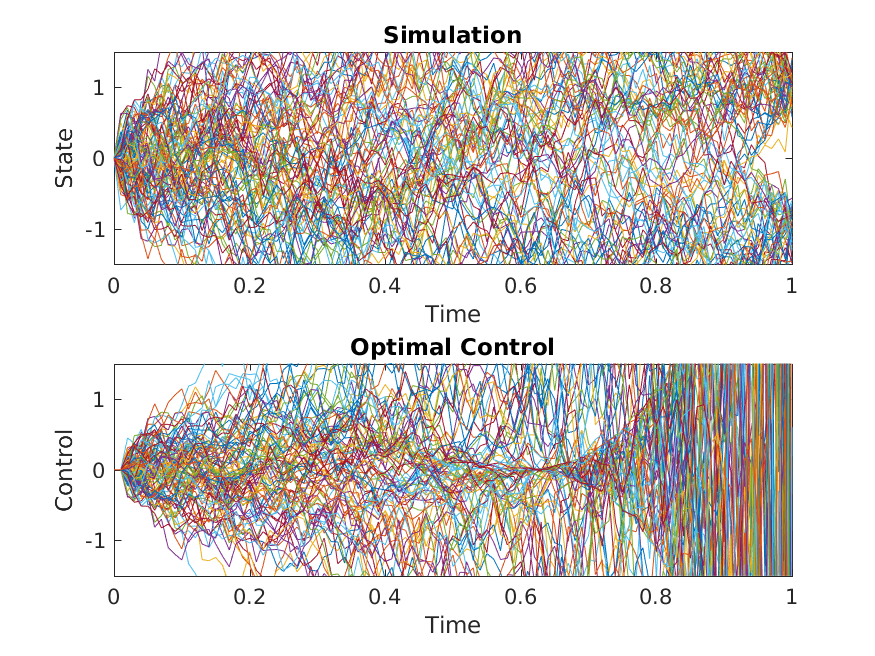 Simulation
State
1
0
-1
0 0.2 0.4 0.6 0.8 1
Time
Optimal Control
Control
1
0
-1
0 0.2 0.4 0.6 0.8 1
Time